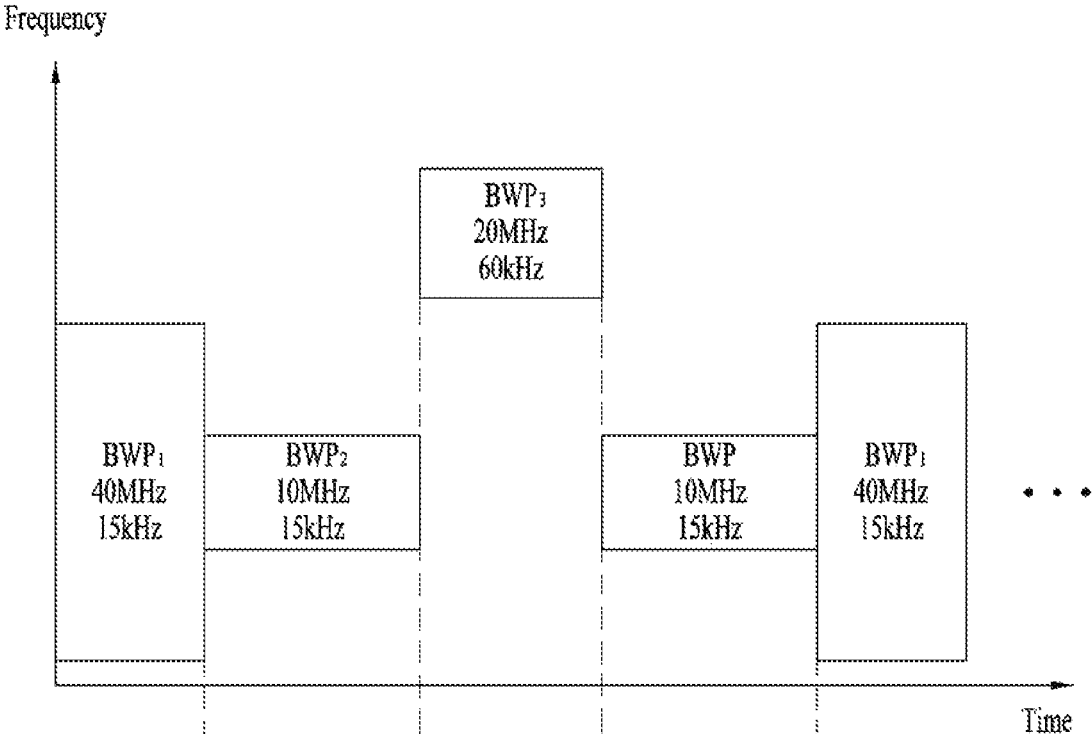 Frequency
BWP₃
20MHz
60kHz
BWP₁
40MHz
15kHz
BWP₂
10MHz
15kHz
BWP
10MHz
15kHz
BWP₁
40MHz
15kHz
Time